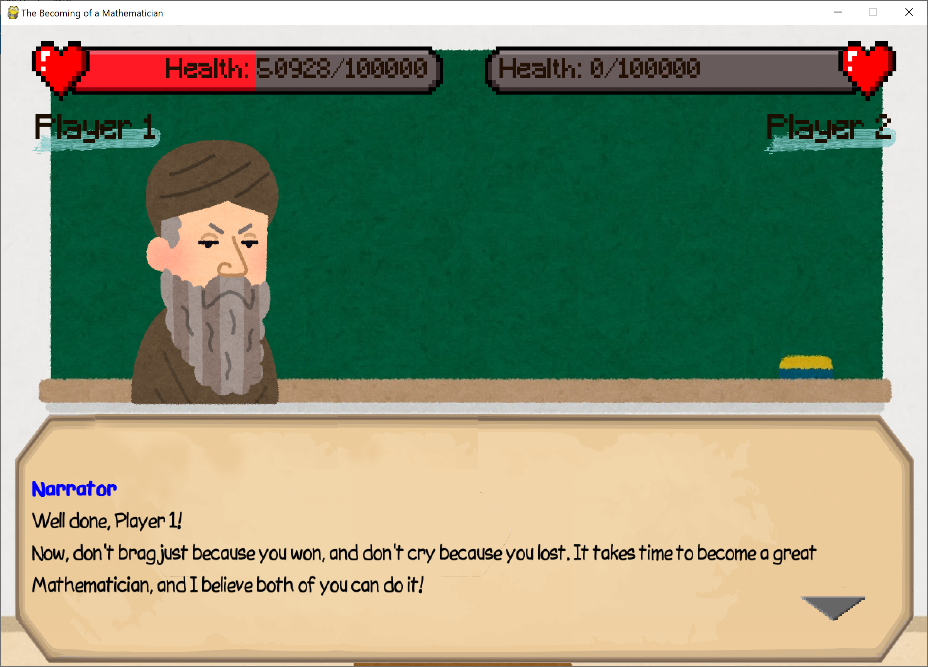 The Becoming of a Mathematician
Health: 50928/100000
Health: 0/100000
Player 1
Player 2
Narrator
Well done, Player 1!
Now, don't brag just because you won, and don't cry because you lost. It takes time to become a great
Mathematician, and I believe both of you can do it!